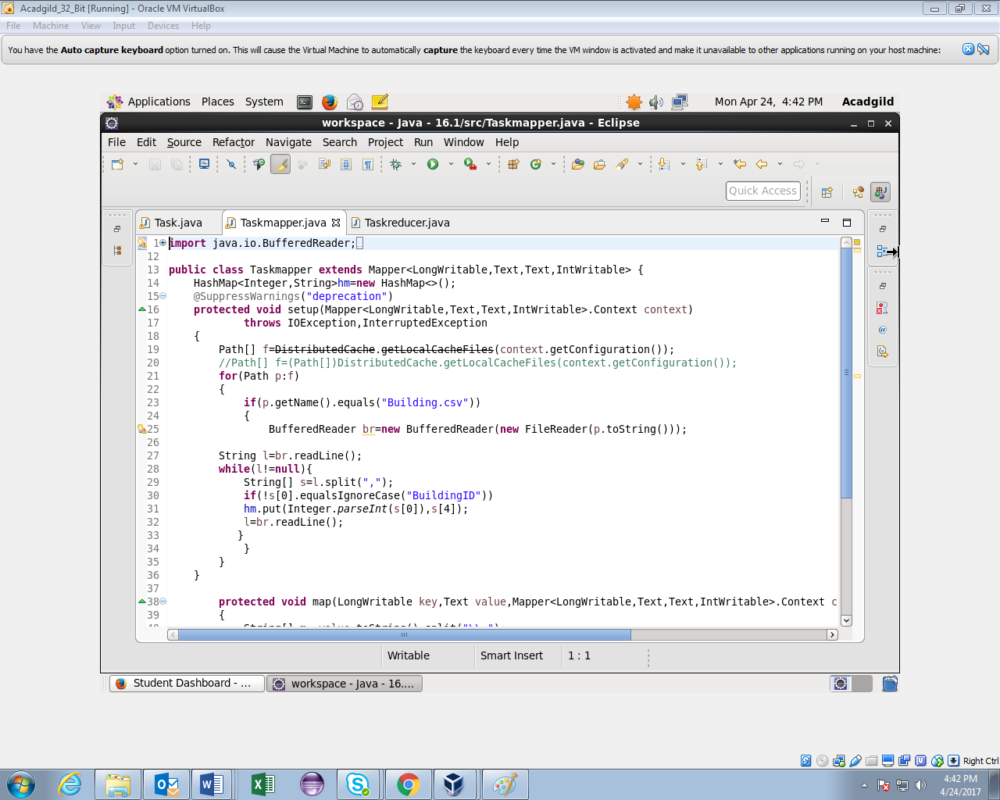 Acadgild_32_Bit [Running] - Oracle VM VirtualBox
File Machine View Input Devices Help
You have the Auto capture keyboard option turned on. This will cause the Virtual Machine to automatically capture the keyboard every time the VM window is activated and make it unavailable to other applications running on your host machine:
Applications Places System Mon Apr 24, 4:42 PM Acadgild
workspace - Java - 16.1/src/Taskmapper.java - Eclipse
File Edit Source Refactor Navigate Search Project Run Window Help
Quick Access
Task.java Taskmapper.java Taskreducer.java
1 import java.io.BufferedReader;
12
13 public class Taskmapper extends Mapper<LongWritable,Text,Text,IntWritable> {
14 HashMap<Integer,String>hm=new HashMap<>();
15 @SuppressWarnings("deprecation")
16 protected void setup(Mapper<LongWritable,Text,Text,IntWritable>.Context context)
17 throws IOException,InterruptedException
18 {
19 Path[] f=DistributedCache.getLocalCacheFiles(context.getConfiguration());
20 //Path[] f=(Path[])DistributedCache.getLocalCacheFiles(context.getConfiguration());
21 for(Path p:f)
22 {
23 if(p.getName().equals("Building.csv"))
24 {
25 BufferedReader br=new BufferedReader(new FileReader(p.toString()));
26
27 String l=br.readLine();
28 while(l!=null){
29 String[] s=l.split(",");
30 if(!s[0].equalsIgnoreCase("BuildingID"))
31 hm.put(Integer.parseInt(s[0]),s[4]);
32 l=br.readLine();
33 }
34 }
35 }
36 }
37
38 protected void map(LongWritable key,Text value,Mapper<LongWritable,Text,Text,IntWritable>.Context c
39 {
Writable Smart Insert 1 : 1
Student Dashboard - ... workspace - Java - 16....
Right Ctrl
4:42 PM
4/24/2017